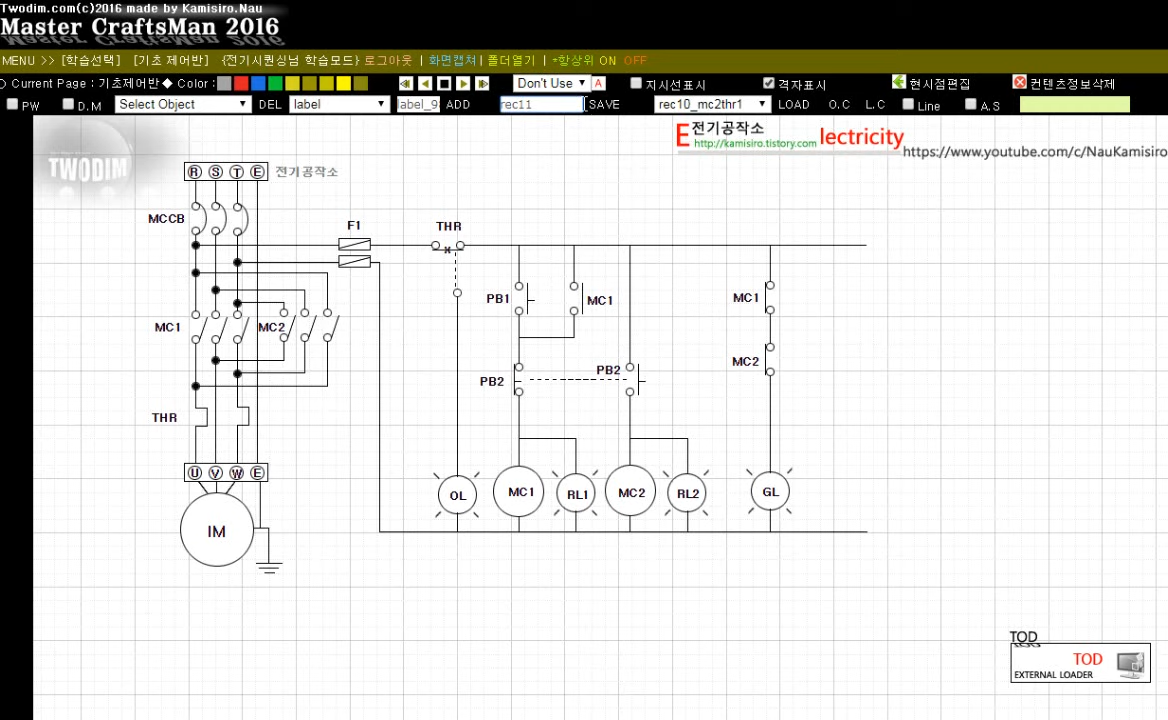 Twodim.com(c)2016 made by Kamisiro.Nau
Master CraftsMan 2016
MENU >> [학습선택] [기초 제어반] {전기시퀀싱님 학습모드} 로그아웃 | 화면캡쳐 | 폴더열기 | +항상위 ON OFF
Current Page : 기초제어반◆ Color : Don't Use A 지시선표시 격자표시 현시점편집 컨텐츠정보삭제
PW D.M Select Object DEL label label_9 ADD rec11 SAVE rec10_mc2thr1 LOAD O.C L.C Line A.S
TWODIM
E 전기공작소 lectricity
http://kamisiro.tistory.com
https://www.youtube.com/c/NauKamisiro
R S T E 전기공작소
MCCB F1 THR
PB1 MC1 MC1
MC1 MC2
MC2
PB2 PB2
THR
U V W E
OL MC1 RL1 MC2 RL2 GL
IM
TOD
TOD
EXTERNAL LOADER